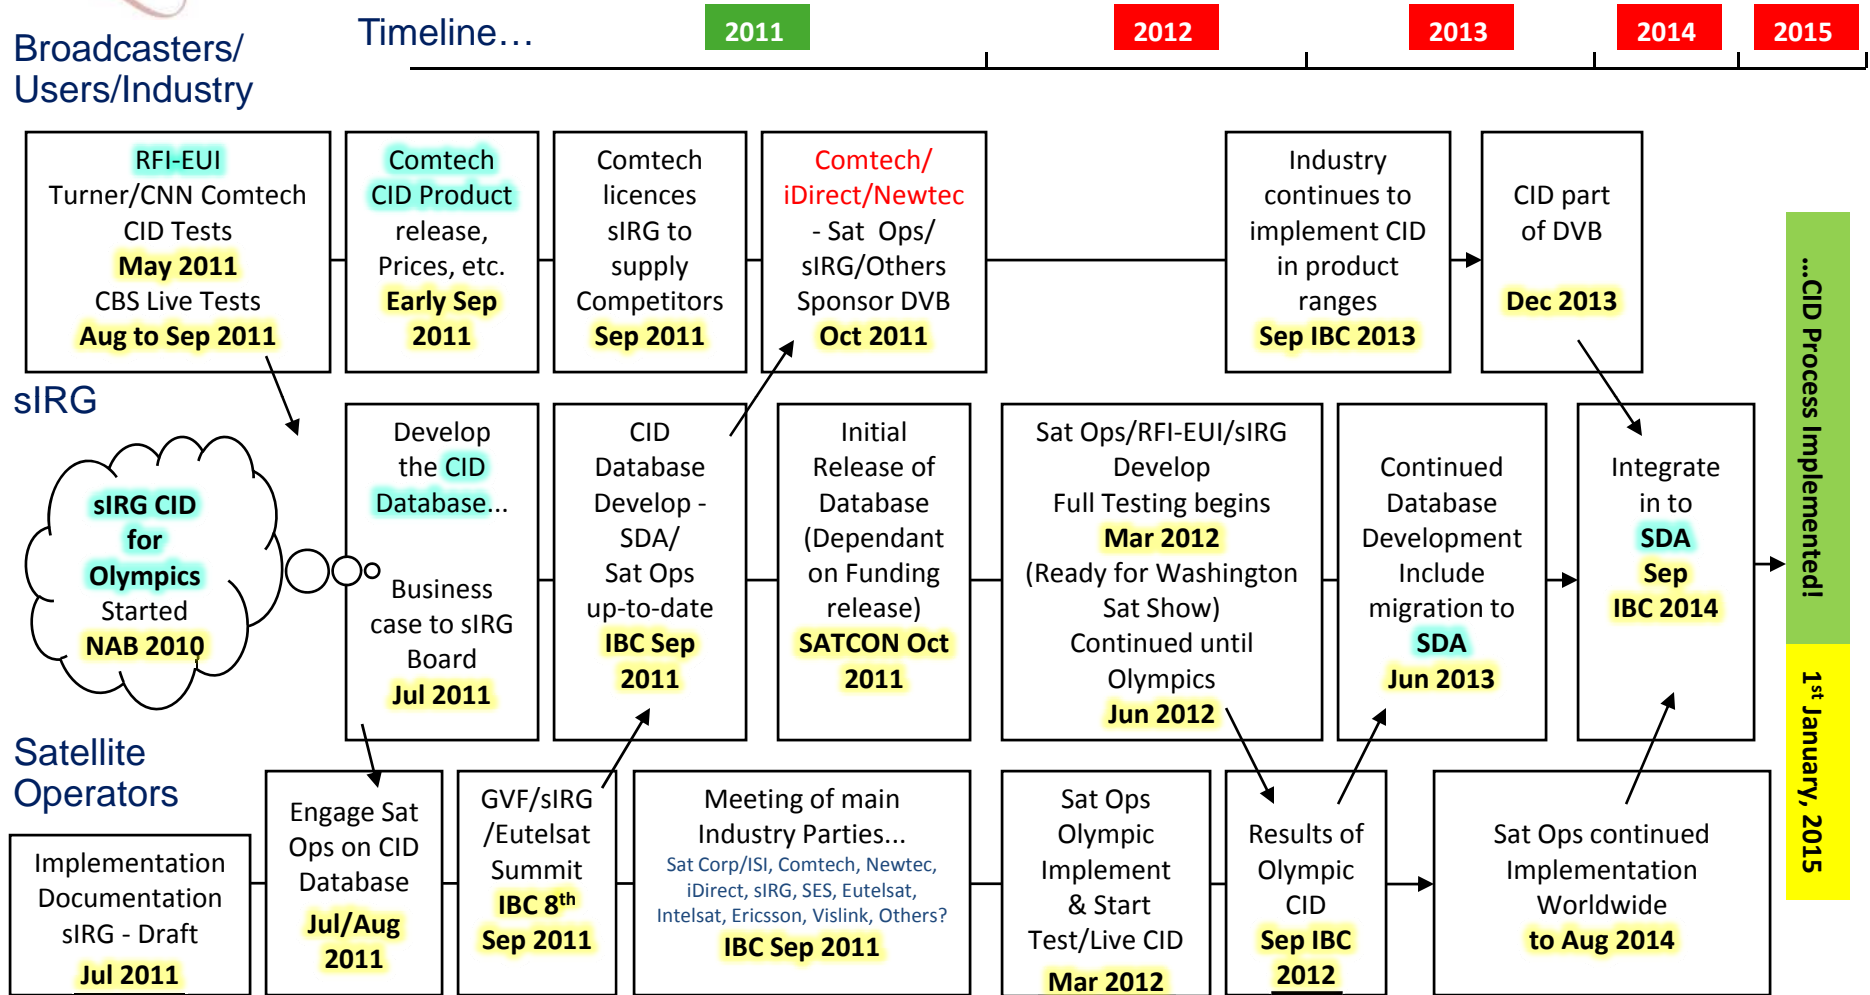 Timeline…
2011
2012
2013
2014
2015
Broadcasters/
Users/Industry
RFI-EUI
Turner/CNN Comtech
CID Tests
May 2011
CBS Live Tests
Aug to Sep 2011
Comtech
CID Product
release,
Prices, etc.
Early Sep
2011
Comtech
licences
sIRG to
supply
Competitors
Sep 2011
Comtech/
iDirect/Newtec
- Sat Ops/
sIRG/Others
Sponsor DVB
Oct 2011
Industry
continues to
implement CID
in product
ranges
Sep IBC 2013
CID part
of DVB
Dec 2013
sIRG
sIRG CID
for
Olympics
Started
NAB 2010
Develop
the CID
Database...
Business
case to sIRG
Board
Jul 2011
CID
Database
Develop -
SDA/
Sat Ops
up-to-date
IBC Sep
2011
Initial
Release of
Database
(Dependant
on Funding
release)
SATCON Oct
2011
Sat Ops/RFI-EUI/sIRG
Develop
Full Testing begins
Mar 2012
(Ready for Washington
Sat Show)
Continued until
Olympics
Jun 2012
Continued
Database
Development
Include
migration to
SDA
Jun 2013
Integrate
in to
SDA
Sep
IBC 2014
Satellite
Operators
Implementation
Documentation
sIRG - Draft
Jul 2011
Engage Sat
Ops on CID
Database
Jul/Aug
2011
GVF/sIRG
/Eutelsat
Summit
IBC 8th
Sep 2011
Meeting of main
Industry Parties...
Sat Corp/ISI, Comtech, Newtec,
iDirect, sIRG, SES, Eutelsat,
Intelsat, Ericsson, Vislink, Others?
IBC Sep 2011
Sat Ops
Olympic
Implement
& Start
Test/Live CID
Mar 2012
Results of
Olympic
CID
Sep IBC
2012
Sat Ops continued
Implementation
Worldwide
to Aug 2014
...CID Process Implemented!
1st January, 2015